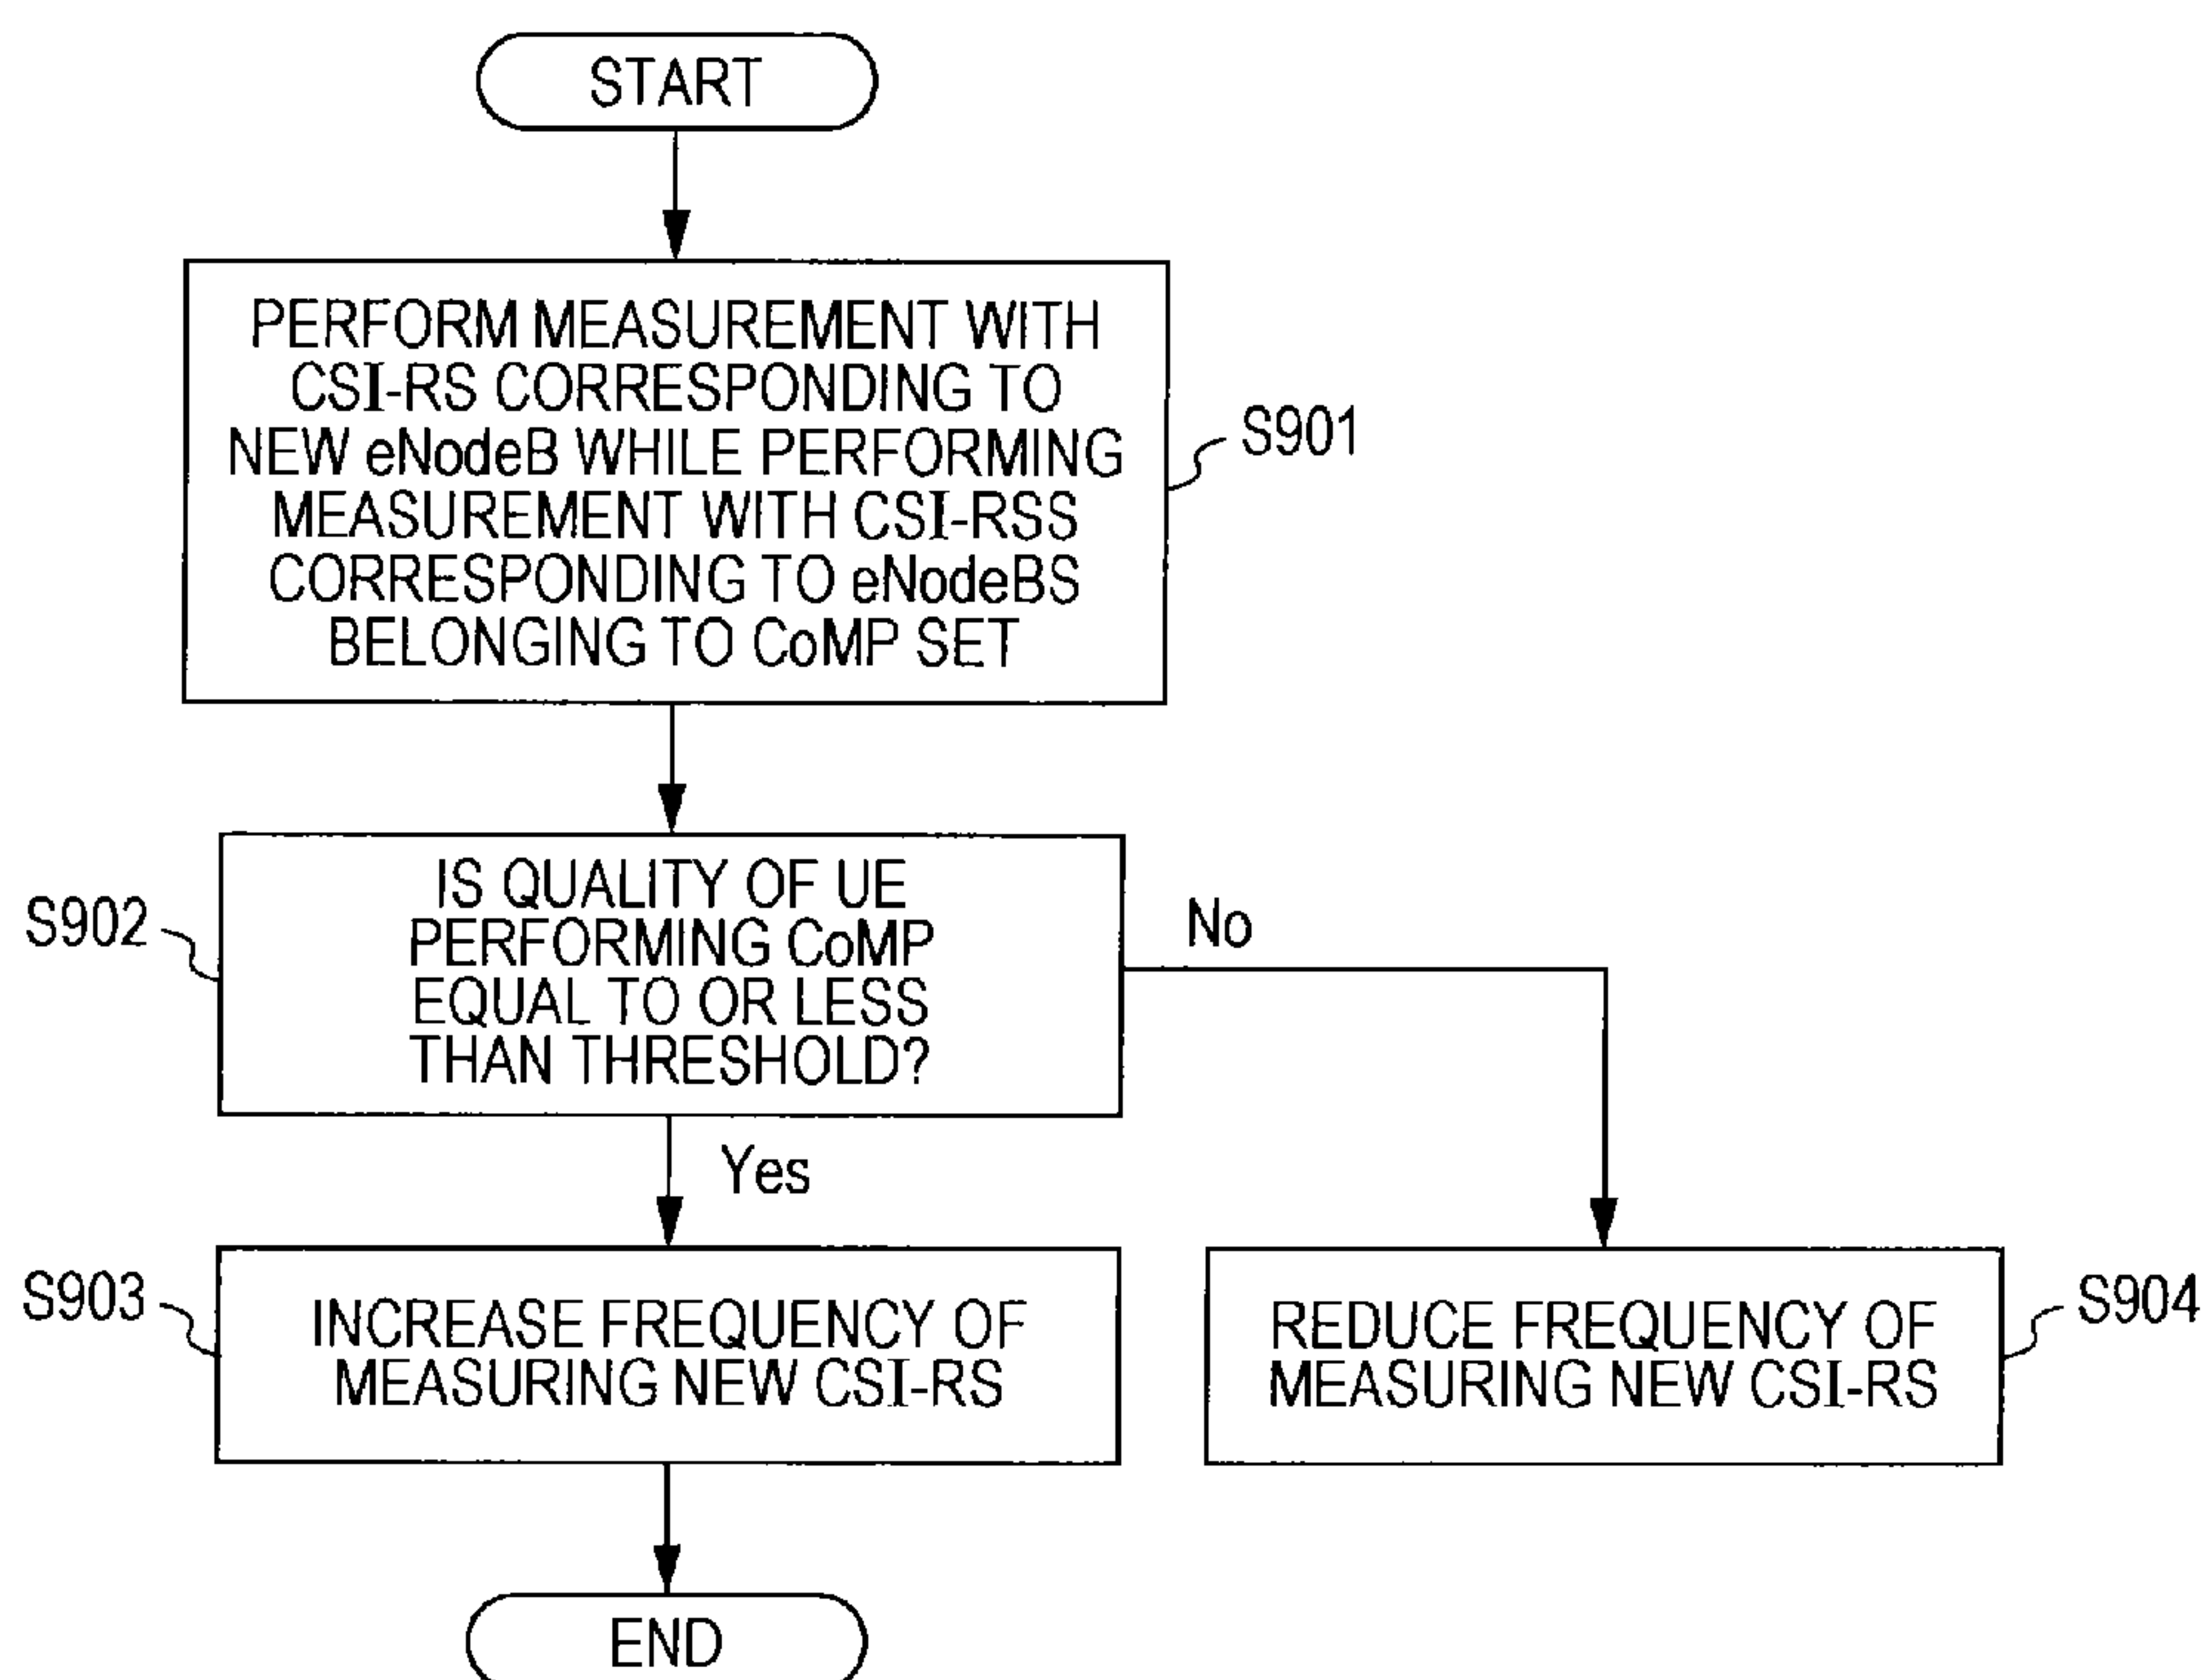 START
PERFORM MEASUREMENT WITH
CSI-RS CORRESPONDING TO
NEW eNodeB WHILE PERFORMING
MEASUREMENT WITH CSI-RSS
CORRESPONDING TO eNodeBS
BELONGING TO CoMP SET
S901
S902
IS QUALITY OF UE
PERFORMING CoMP
EQUAL TO OR LESS
THAN THRESHOLD?
No
Yes
S903
INCREASE FREQUENCY OF
MEASURING NEW CSI-RS
REDUCE FREQUENCY OF
MEASURING NEW CSI-RS
S904
END